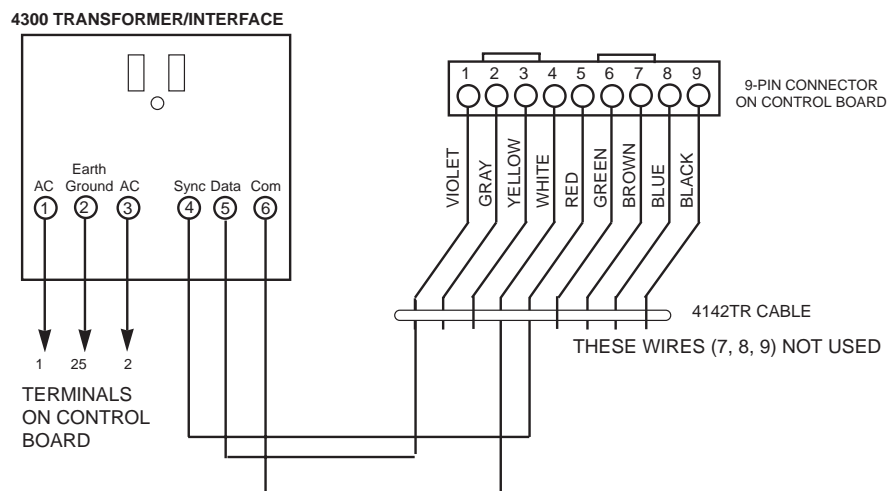 4300 TRANSFORMER/INTERFACE
1 2 3 4 5 6 7 8 9
9-PIN CONNECTOR
ON CONTROL BOARD
VIOLET
GRAY
YELLOW
WHITE
RED
GREEN
BROWN
BLUE
BLACK
Earth
AC Ground AC Sync Data Com
1 2 3 4 5 6
4142TR CABLE
THESE WIRES (7, 8, 9) NOT USED
1 25 2
TERMINALS
ON CONTROL
BOARD